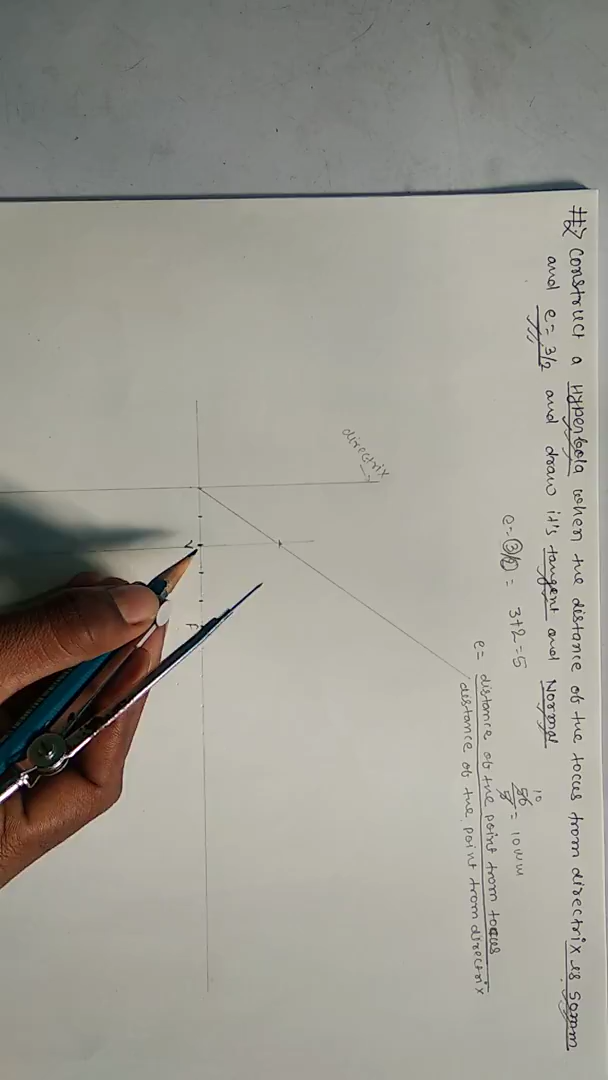 #Q construct a Hyperbola when the distance of the focus from directrix is 50mm
and e = 3/2 and draw it's tangent and Normal
e= 3/2 = 3+2=5
10
50/5 = 10mm
e = distance of the point from focus
distance of the point from directrix
directrix
V
F